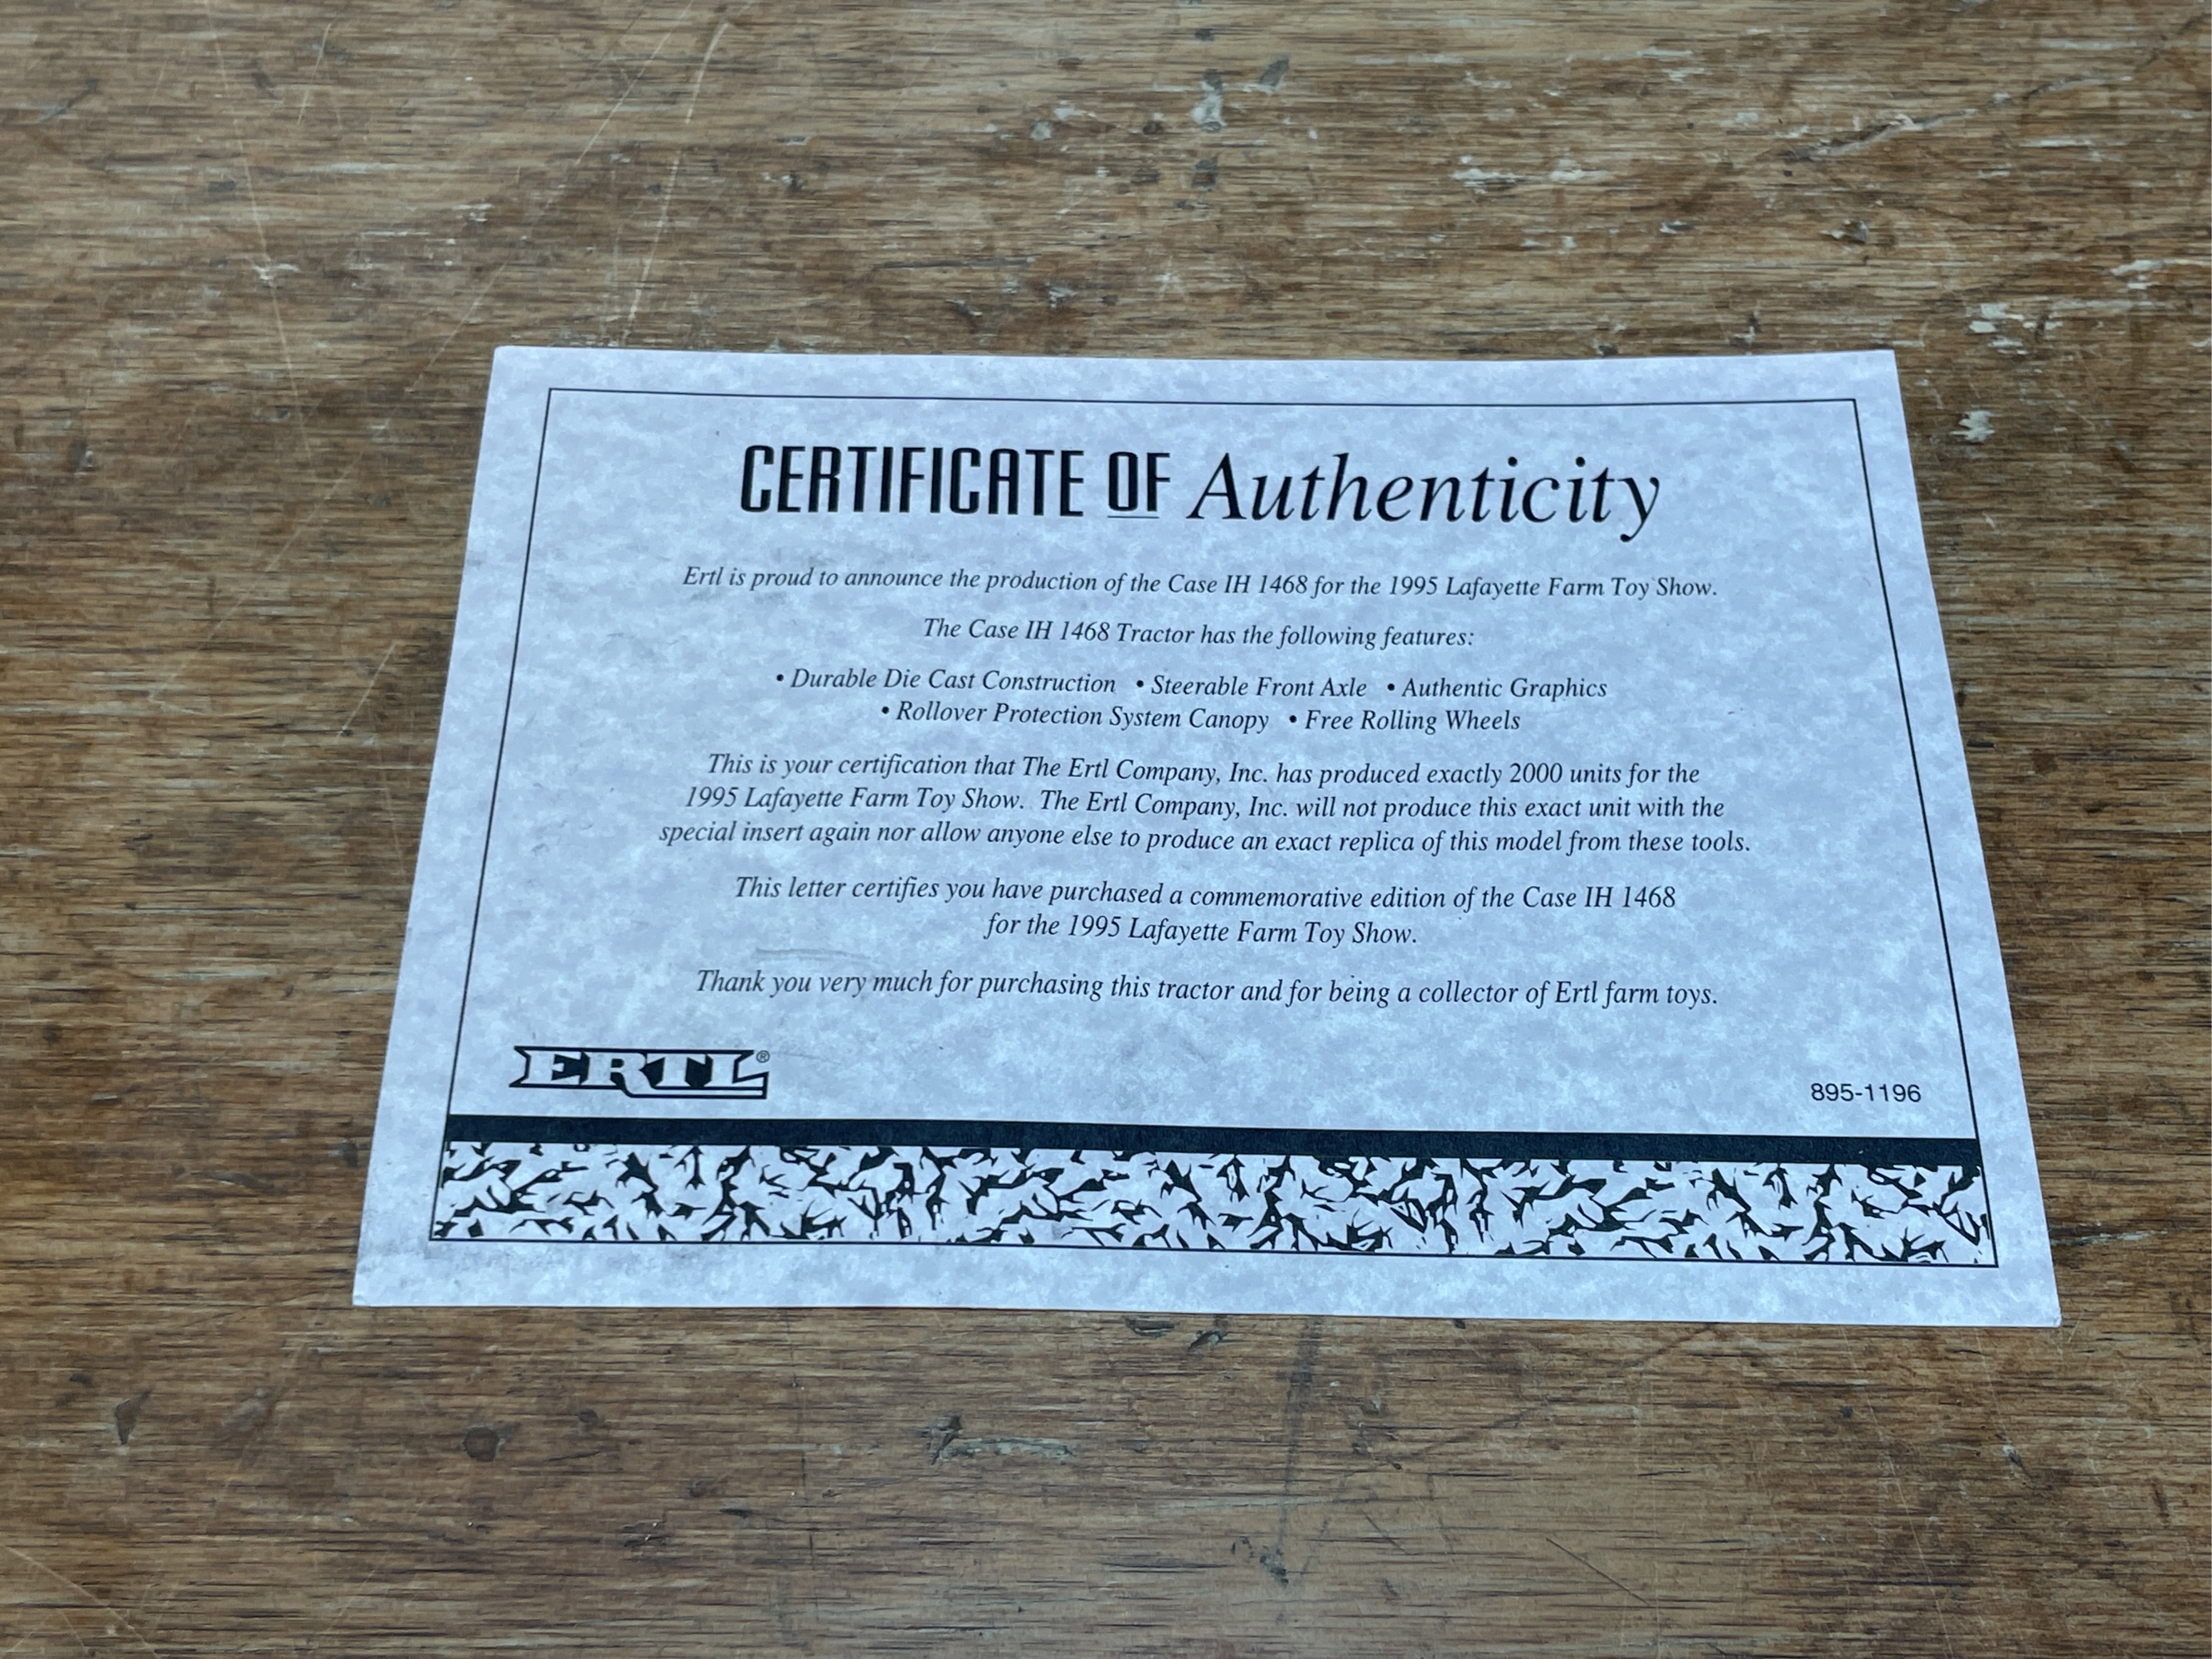 CERTIFICATE OF Authenticity
Ertl is proud to announce the production of the Case IH 1468 for the 1995 Lafayette Farm Toy Show.
The Case IH 1468 Tractor has the following features:
• Durable Die Cast Construction • Steerable Front Axle • Authentic Graphics
• Rollover Protection System Canopy • Free Rolling Wheels
This is your certification that The Ertl Company, Inc. has produced exactly 2000 units for the
1995 Lafayette Farm Toy Show. The Ertl Company, Inc. will not produce this exact unit with the
special insert again nor allow anyone else to produce an exact replica of this model from these tools.
This letter certifies you have purchased a commemorative edition of the Case IH 1468
for the 1995 Lafayette Farm Toy Show.
Thank you very much for purchasing this tractor and for being a collector of Ertl farm toys.
ERTL®
895-1196